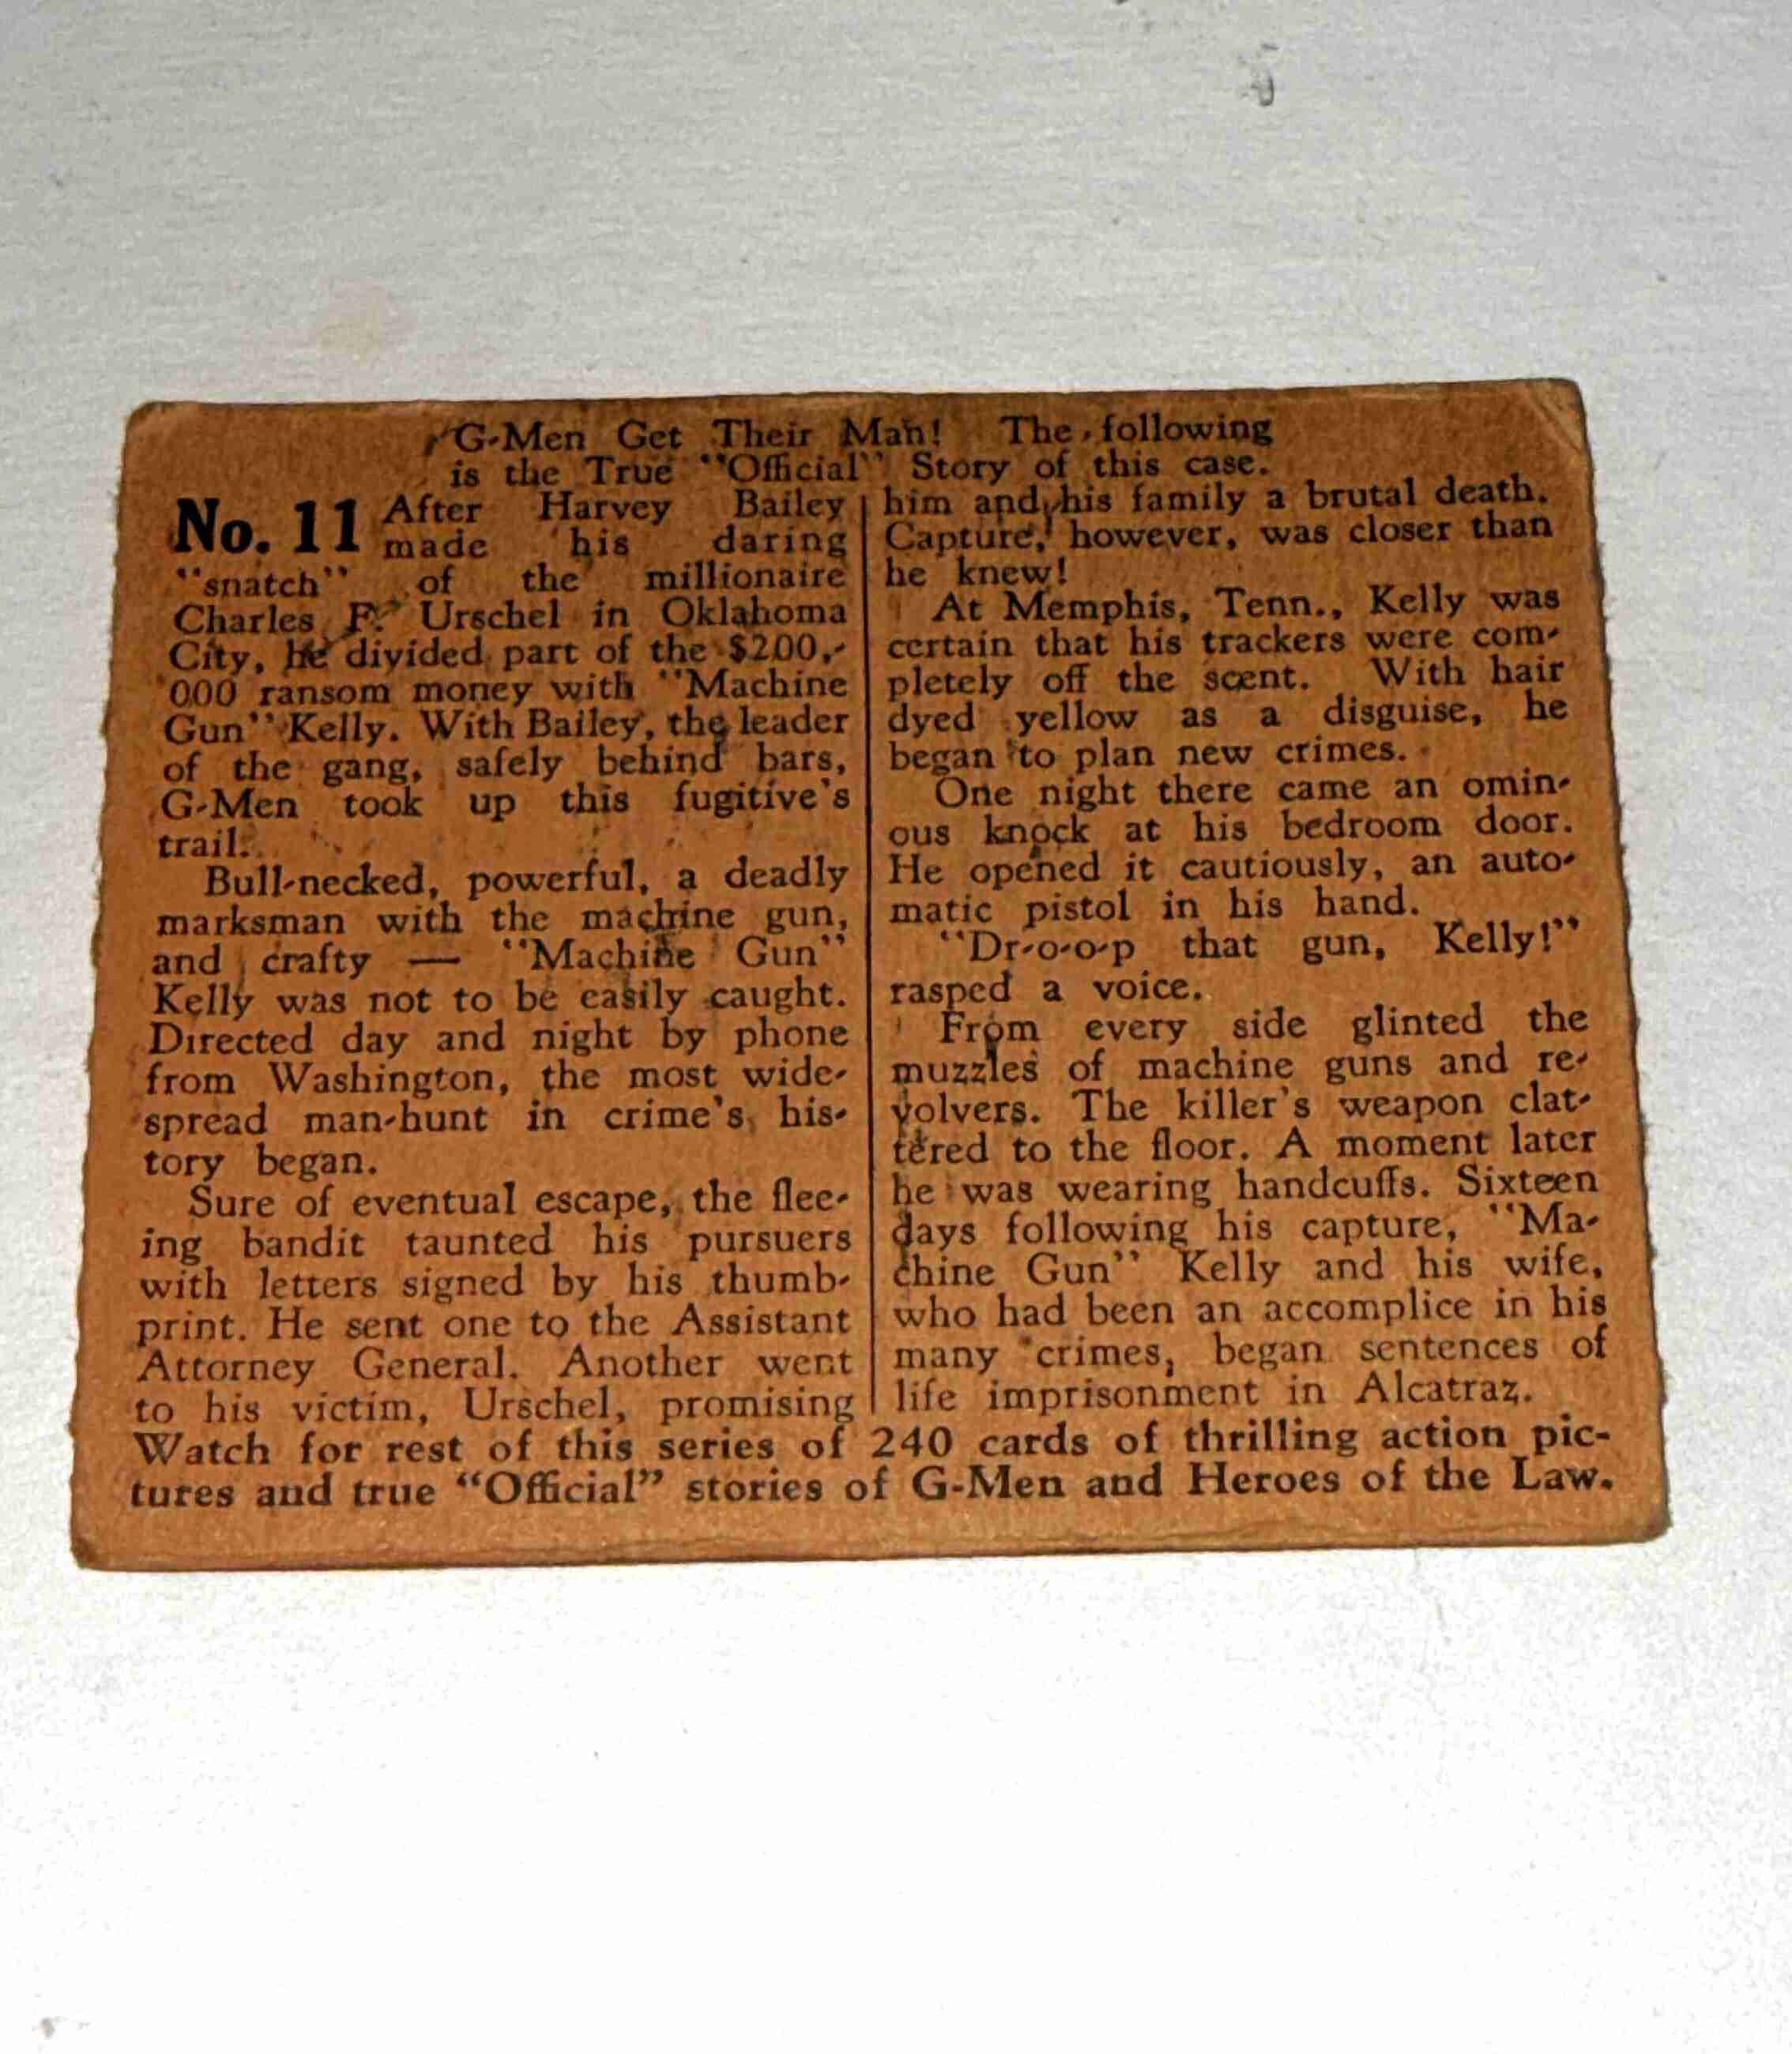 G-Men Get Their Man! The following
is the True "Official" Story of this case.
No. 11 After Harvey Bailey
made his daring
"snatch" of the millionaire
Charles F. Urschel in Oklahoma
City, he divided part of the $200,-
000 ransom money with "Machine
Gun" Kelly. With Bailey, the leader
of the gang, safely behind bars,
G-Men took up this fugitive's
trail.
Bull-necked, powerful, a deadly
marksman with the machine gun,
and crafty — "Machine Gun"
Kelly was not to be easily caught.
Directed day and night by phone
from Washington, the most wide-
spread man-hunt in crime's his-
tory began.
Sure of eventual escape, the flee-
ing bandit taunted his pursuers
with letters signed by his thumb-
print. He sent one to the Assistant
Attorney General. Another went
to his victim, Urschel, promising
him and his family a brutal death.
Capture, however, was closer than
he knew!
At Memphis, Tenn., Kelly was
certain that his trackers were com-
pletely off the scent. With hair
dyed yellow as a disguise, he
began to plan new crimes.
One night there came an omin-
ous knock at his bedroom door.
He opened it cautiously, an auto-
matic pistol in his hand.
"Dr-o-o-p that gun, Kelly!"
rasped a voice.
From every side glinted the
muzzles of machine guns and re-
volvers. The killer's weapon clat-
tered to the floor. A moment later
he was wearing handcuffs. Sixteen
days following his capture, "Ma-
chine Gun" Kelly and his wife,
who had been an accomplice in his
many crimes, began sentences of
life imprisonment in Alcatraz.
Watch for rest of this series of 240 cards of thrilling action pic-
tures and true "Official" stories of G-Men and Heroes of the Law.